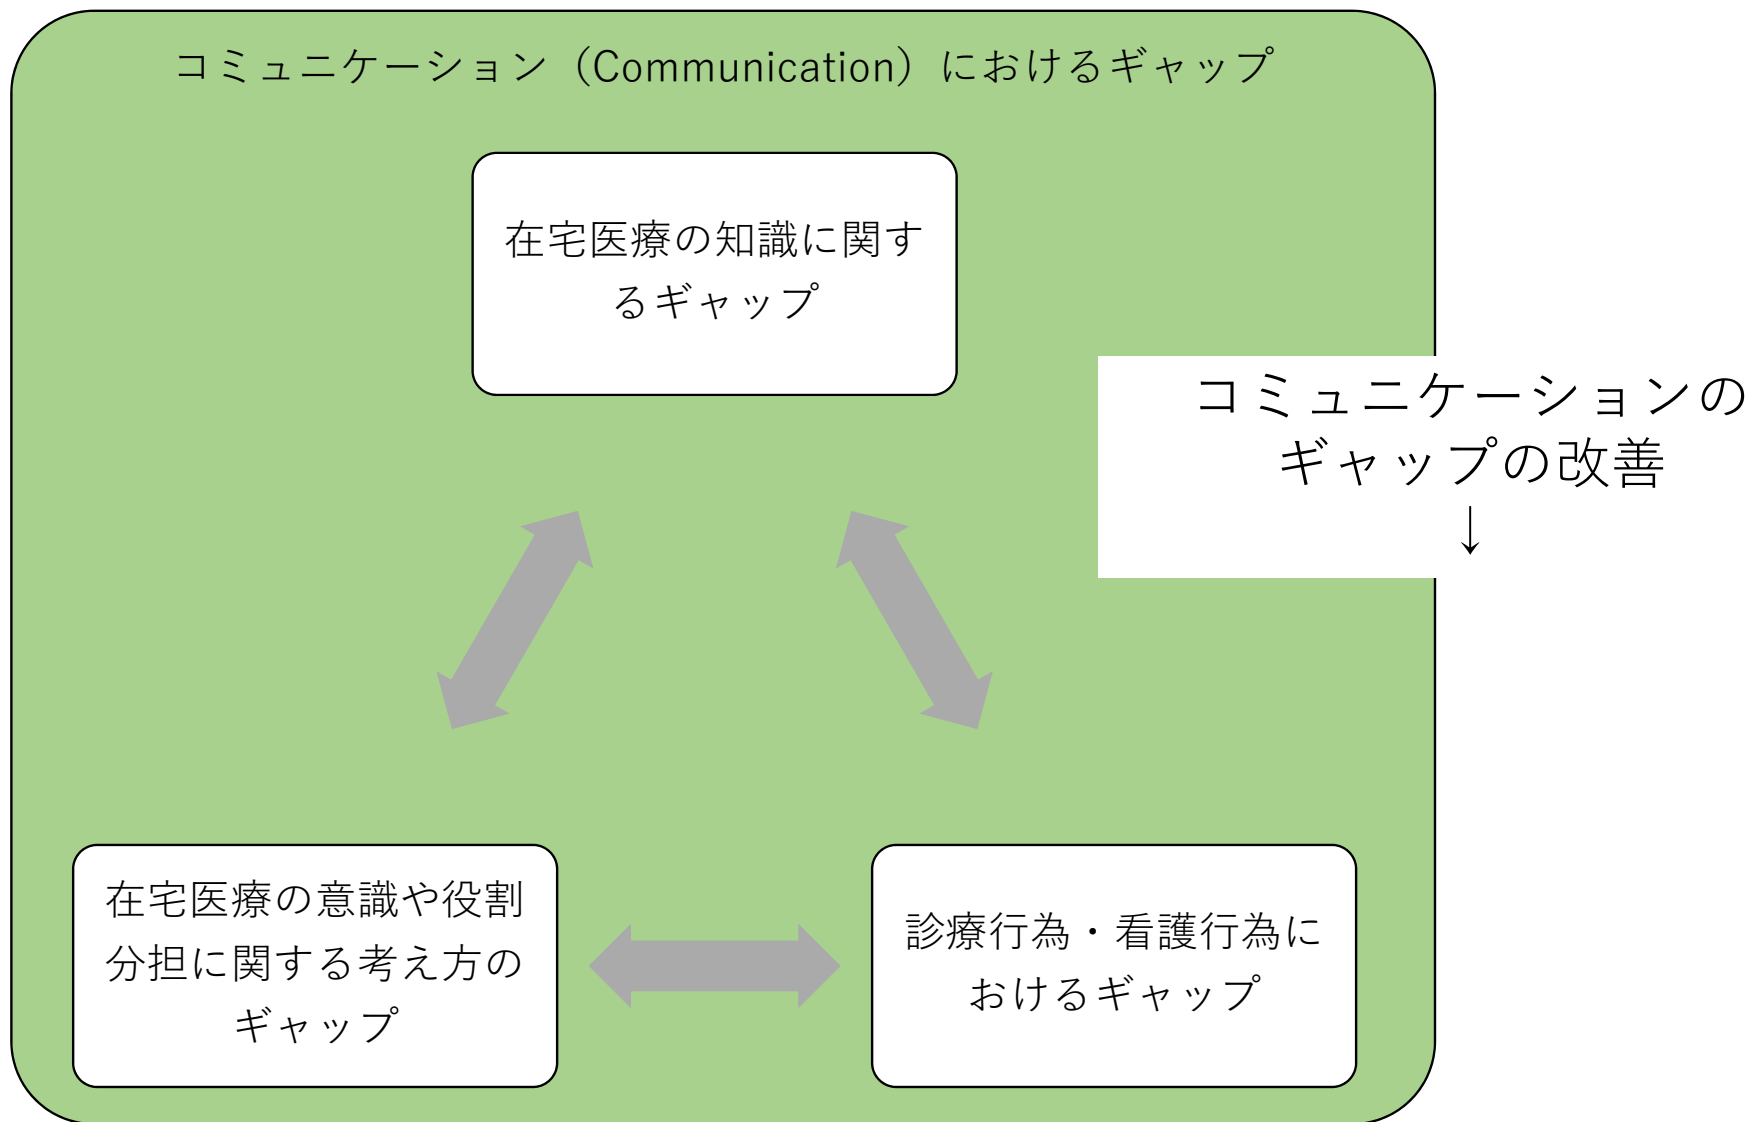 コミュニケーション（Communication）におけるギャップ
在宅医療の知識に関す
るギャップ
コミュニケーションの
ギャップの改善
↓
在宅医療の意識や役割
分担に関する考え方の
ギャップ
診療行為・看護行為に
おけるギャップ